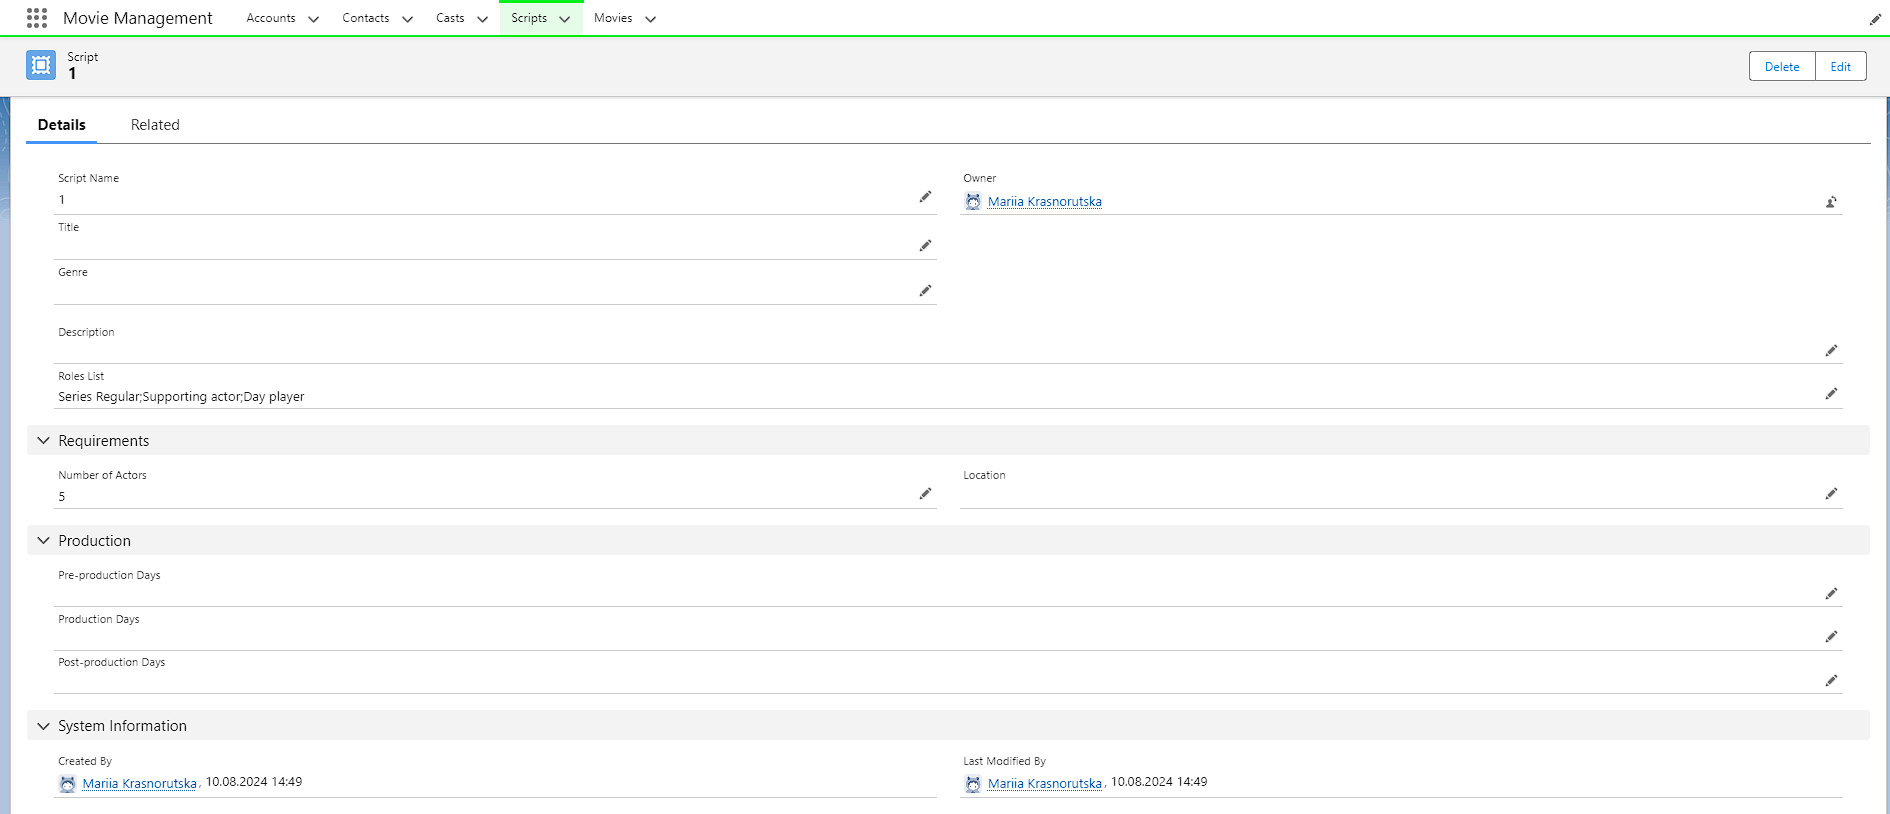 Movie Management Accounts Contacts Casts Scripts Movies
Script
1
Delete Edit
Details Related
Script Name Owner
1 Mariia Krasnorutska
Title
Genre
Description
Roles List
Series Regular;Supporting actor;Day player
Requirements
Number of Actors Location
5
Production
Pre-production Days
Production Days
Post-production Days
System Information
Created By Last Modified By
Mariia Krasnorutska, 10.08.2024 14:49 Mariia Krasnorutska, 10.08.2024 14:49